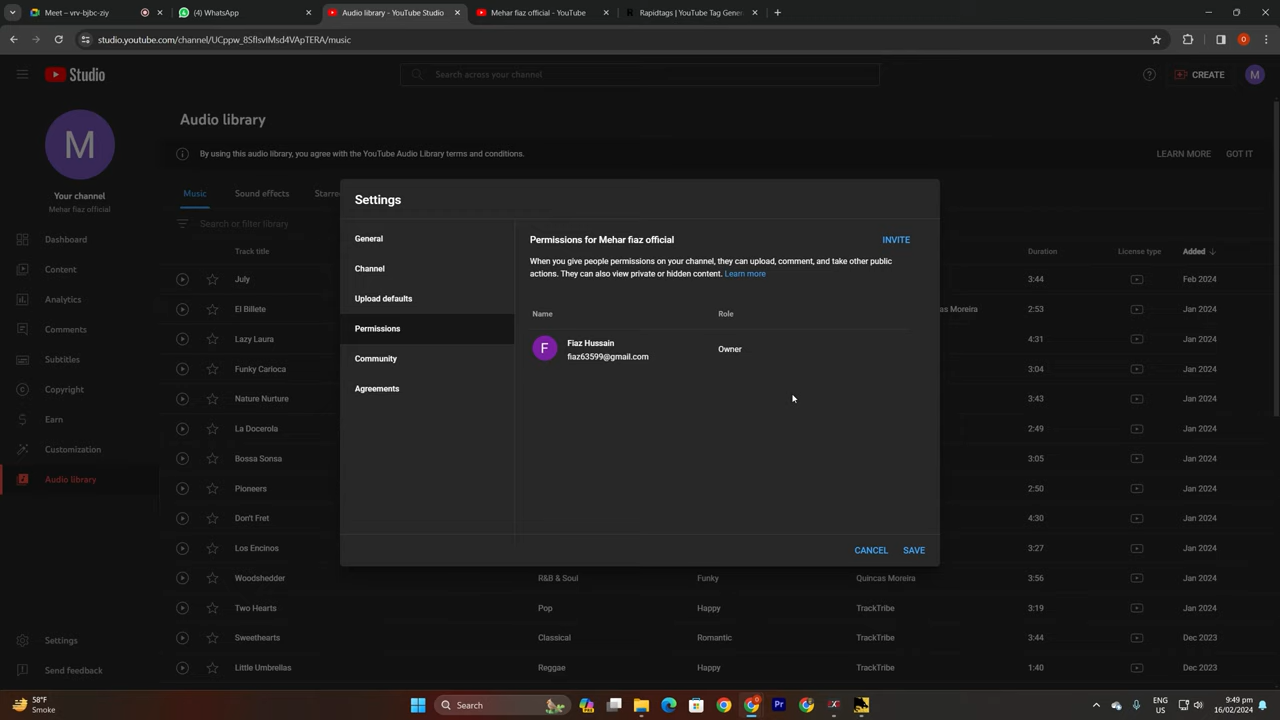 Meet – vrv-bjbc-ziy
(4) WhatsApp
Audio library - YouTube Studio
Mehar fiaz official - YouTube
Rapidtags | YouTube Tag Gener
studio.youtube.com/channel/UCppw_8SfIsvIMsd4VApTERA/music
Studio
Search across your channel
CREATE
M
M
Your channel
Mehar fiaz official
Dashboard
Content
Analytics
Comments
Subtitles
Copyright
Earn
Customization
Audio library
Settings
Send feedback
Audio library
By using this audio library, you agree with the YouTube Audio Library terms and conditions.
LEARN MORE
GOT IT
Music
Sound effects
Starre
Search or filter library
Track title
Duration
License type
Added
July
3:44
Feb 2024
El Billete
as Moreira
2:53
Jan 2024
Lazy Laura
4:31
Jan 2024
Funky Carioca
3:04
Jan 2024
Nature Nurture
3:43
Jan 2024
La Docerola
2:49
Jan 2024
Bossa Sonsa
3:05
Jan 2024
Pioneers
2:50
Jan 2024
Don't Fret
4:30
Jan 2024
Los Encinos
3:27
Jan 2024
Woodshedder
R&B & Soul
Funky
Quincas Moreira
3:56
Jan 2024
Two Hearts
Pop
Happy
TrackTribe
3:19
Jan 2024
Sweethearts
Classical
Romantic
TrackTribe
3:44
Dec 2023
Little Umbrellas
Reggae
Happy
TrackTribe
1:40
Dec 2023
Settings
General
Channel
Upload defaults
Permissions
Community
Agreements
Permissions for Mehar fiaz official
INVITE
When you give people permissions on your channel, they can upload, comment, and take other public
actions. They can also view private or hidden content. Learn more
Name
Role
F
Fiaz Hussain
fiaz63599@gmail.com
Owner
CANCEL
SAVE
58°F
Smoke
Search
ENG
US
9:49 pm
16/02/2024